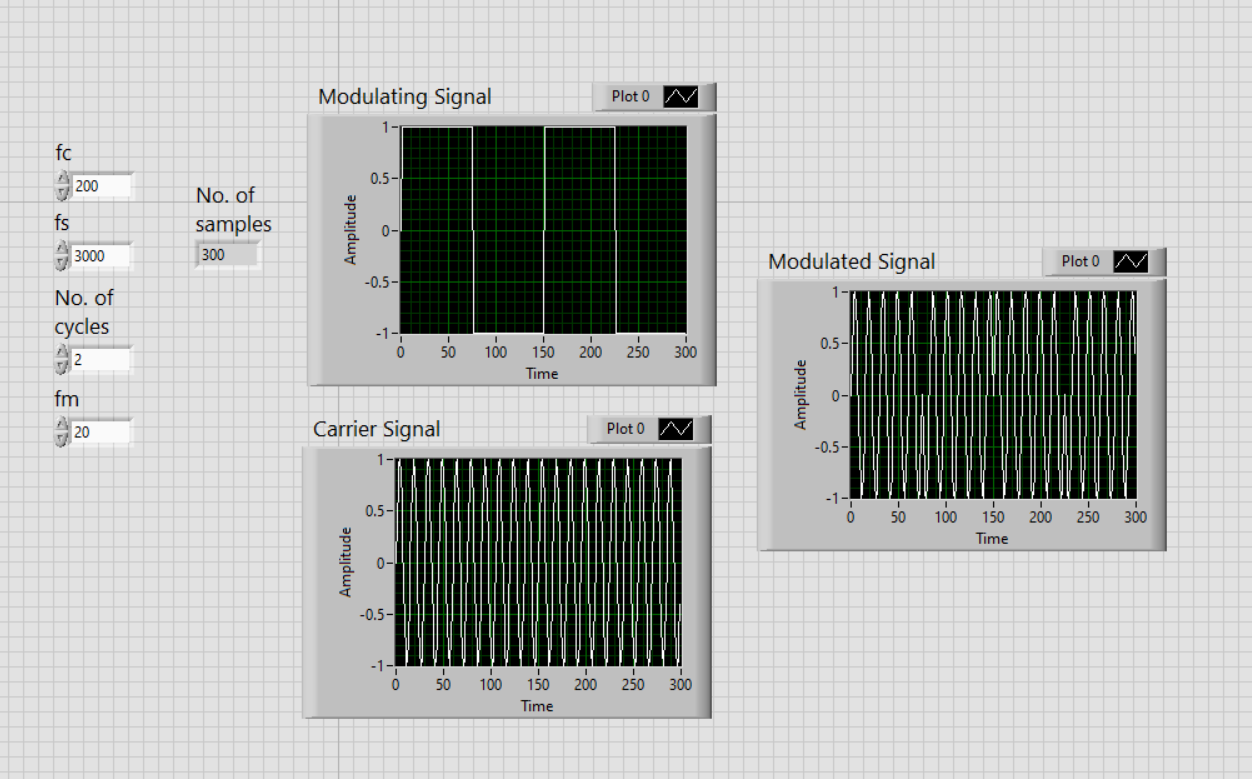 fc
200
fs
3000
No. of
cycles
2
fm
20
No. of
samples
300
Modulating Signal
Plot 0
Amplitude
1
0.5
0
-0.5
-1
0 50 100 150 200 250 300
Time
Carrier Signal
Plot 0
Amplitude
1
0.5
0
-0.5
-1
0 50 100 150 200 250 300
Time
Modulated Signal
Plot 0
Amplitude
1
0.5
0
-0.5
-1
0 50 100 150 200 250 300
Time